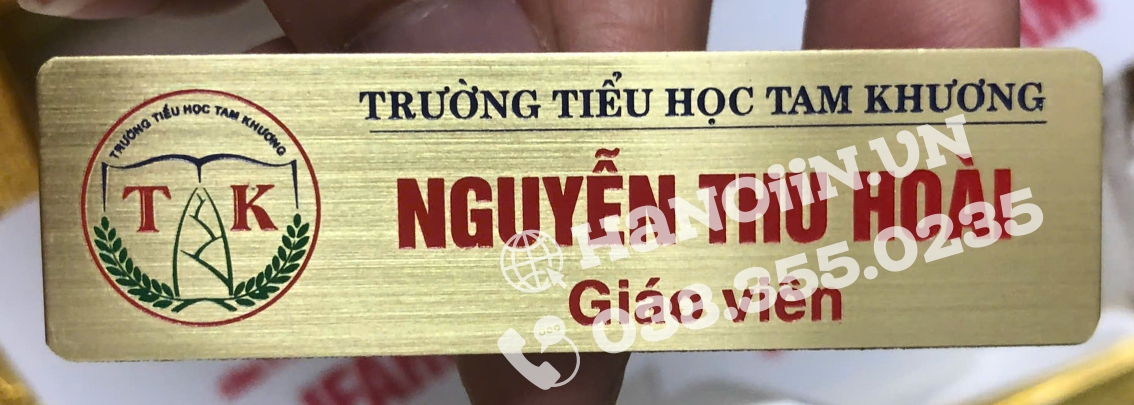 TRƯỜNG TIỂU HỌC TAM KHƯƠNG
T K
TRƯỜNG TIỂU HỌC TAM KHƯƠNG
NGUYỄN THU HOÀI
Giáo viên
HANOiiN.VN
038.355.0235